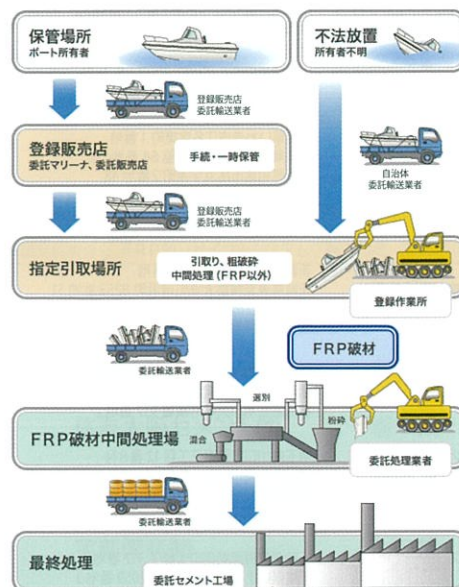 保管場所
ボート所有者
不法放置
所有者不明
登録販売店
委託輸送業者
登録販売店
委託マリーナ、委託販売店
手続・一時保管
自治体
委託輸送業者
登録販売店
委託輸送業者
指定引取場所
引取り、粗破砕
中間処理(FRP以外)
登録作業所
FRP破材
委託輸送業者
選別
粉砕
混合
FRP破材中間処理場
委託処理業者
委託輸送業者
最終処理
委託セメント工場